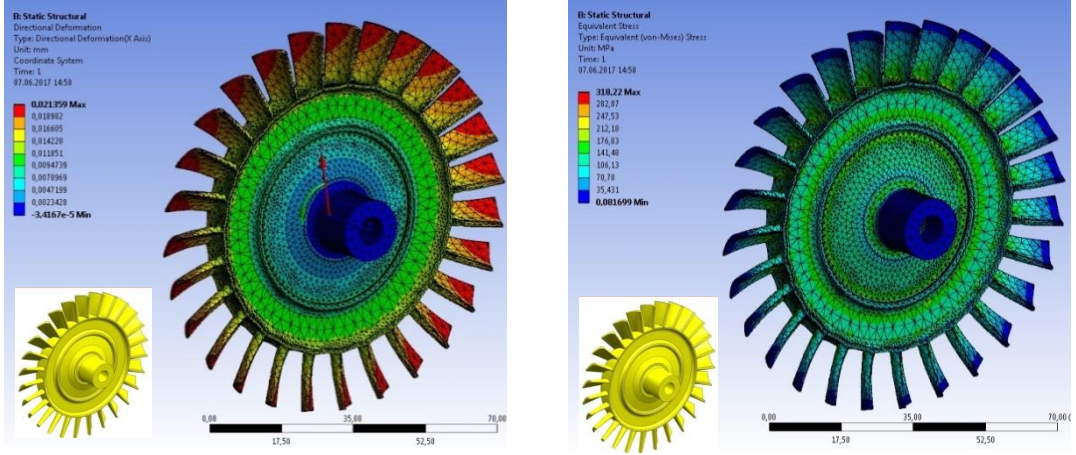 B: Static Structural
Directional Deformation
Type: Directional Deformation(X Axis)
Unit: mm
Coordinate System
Time: 1
07.06.2017 14:58
0,021359 Max
0,018982
0,016605
0,014228
0,011851
0,0094739
0,0070969
0,0047199
0,0023428
-3,4167e-5 Min
0,00
35,00
70,00
17,50
52,50
B: Static Structural
Equivalent Stress
Type: Equivalent (von-Mises) Stress
Unit: MPa
Time: 1
07.06.2017 14:58
318,22 Max
282,87
247,53
212,18
176,83
141,48
106,13
70,78
35,431
0,081699 Min
0,00
35,00
70,00 (
17,50
52,50